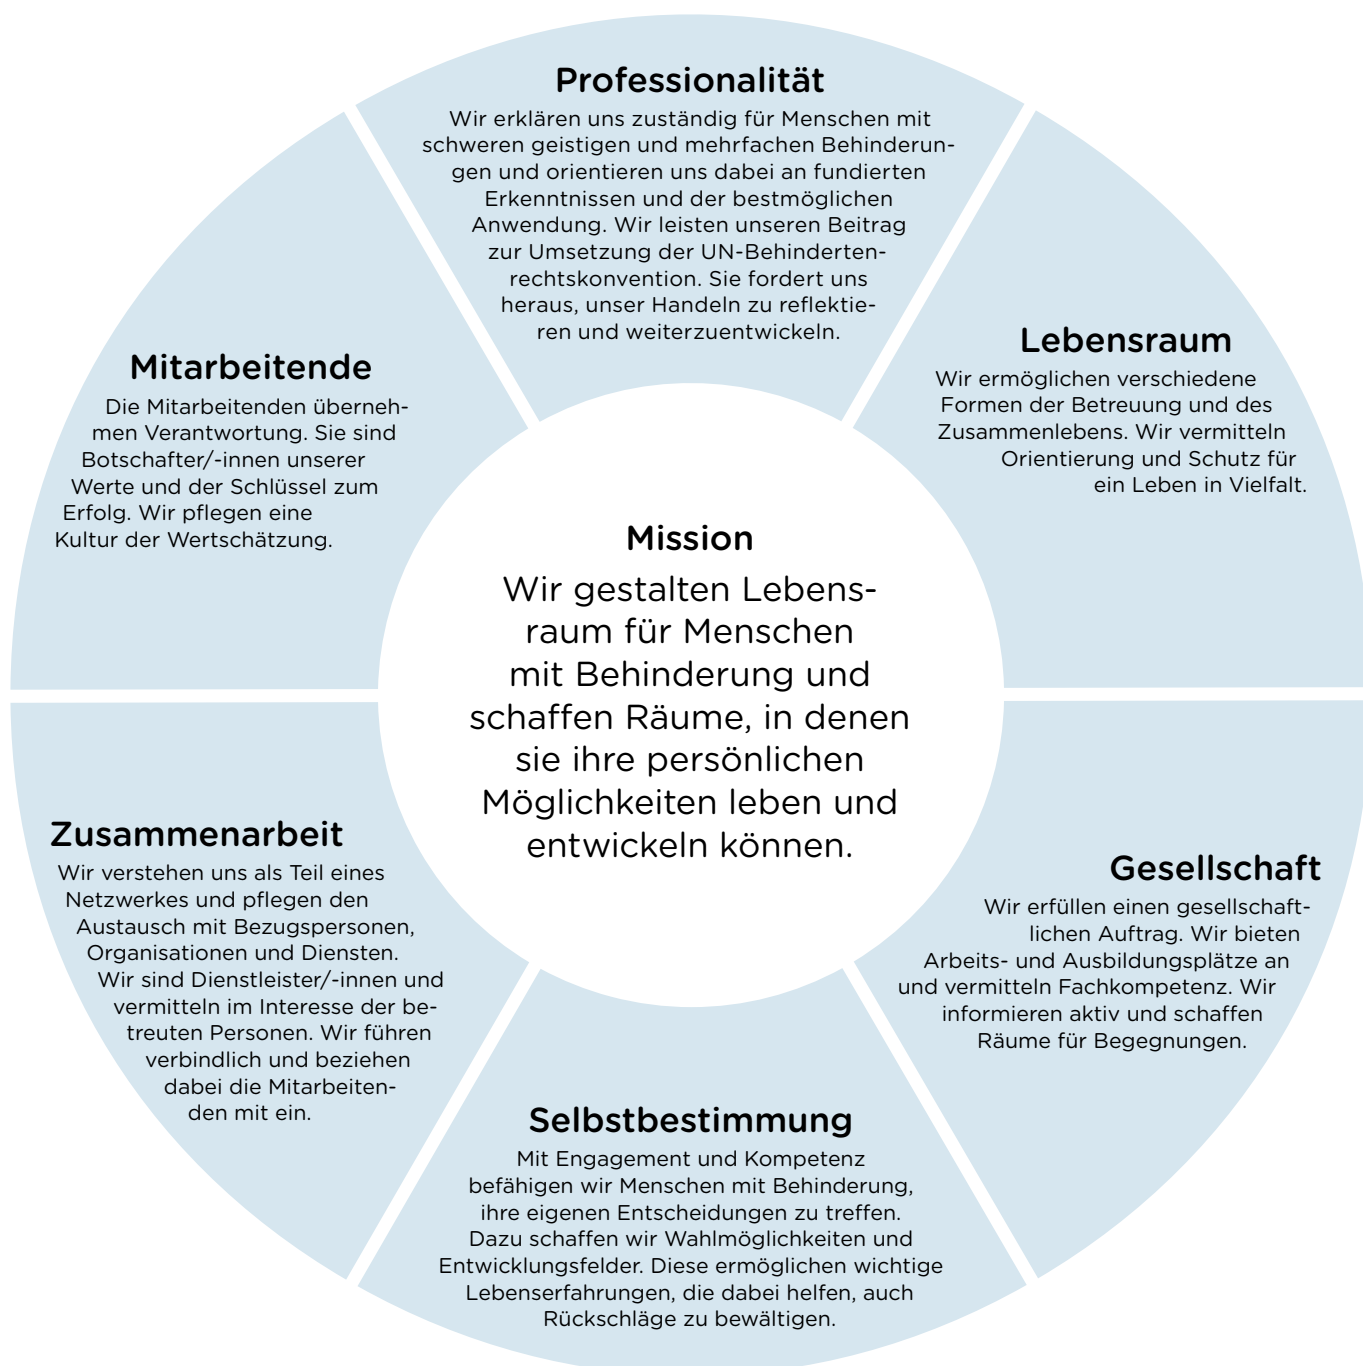 Professionalität
Wir erklären uns zuständig für Menschen mit
schweren geistigen und mehrfachen Behinderun-
gen und orientieren uns dabei an fundierten
Erkenntnissen und der bestmöglichen
Anwendung. Wir leisten unseren Beitrag
zur Umsetzung der UN-Behinderten-
rechtskonvention. Sie fordert uns
heraus, unser Handeln zu reflektie-
ren und weiterzuentwickeln.
Lebensraum
Wir ermöglichen verschiedene
Formen der Betreuung und des
Zusammenlebens. Wir vermitteln
Orientierung und Schutz für
ein Leben in Vielfalt.
Mitarbeitende
Die Mitarbeitenden überneh-
men Verantwortung. Sie sind
Botschafter/-innen unserer
Werte und der Schlüssel zum
Erfolg. Wir pflegen eine
Kultur der Wertschätzung.
Mission
Wir gestalten Lebens-
raum für Menschen
mit Behinderung und
schaffen Räume, in denen
sie ihre persönlichen
Möglichkeiten leben und
entwickeln können.
Zusammenarbeit
Wir verstehen uns als Teil eines
Netzwerkes und pflegen den
Austausch mit Bezugspersonen,
Organisationen und Diensten.
Wir sind Dienstleister/-innen und
vermitteln im Interesse der be-
treuten Personen. Wir führen
verbindlich und beziehen
dabei die Mitarbeiten-
den mit ein.
Gesellschaft
Wir erfüllen einen gesellschaft-
lichen Auftrag. Wir bieten
Arbeits- und Ausbildungsplätze an
und vermitteln Fachkompetenz. Wir
informieren aktiv und schaffen
Räume für Begegnungen.
Selbstbestimmung
Mit Engagement und Kompetenz
befähigen wir Menschen mit Behinderung,
ihre eigenen Entscheidungen zu treffen.
Dazu schaffen wir Wahlmöglichkeiten und
Entwicklungsfelder. Diese ermöglichen wichtige
Lebenserfahrungen, die dabei helfen, auch
Rückschläge zu bewältigen.